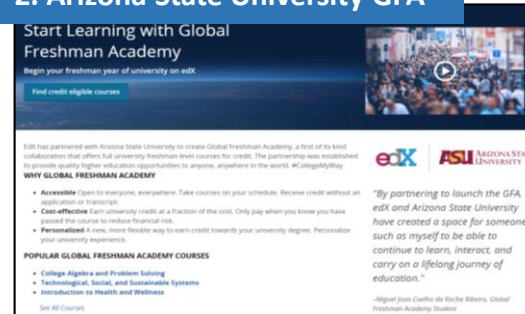 2. Arizona State University GFA
Start Learning with Global
Freshman Academy
Begin your freshman year of university on edX
Find credit eligible courses
EdX has partnered with Arizona State University to create Global Freshman Academy, a first of its kind
collaboration that offers full university freshman level courses for credit. The partnership was established
to provide quality higher education opportunities to anyone, anywhere in the world. #CollegeMyWay
WHY GLOBAL FRESHMAN ACADEMY
• Accessible Open to everyone, everywhere. Take courses on your schedule. Receive credit without an
application or transcript.
• Cost-effective Earn university credit at a fraction of the cost. Only pay when you know you have
passed the course to reduce financial risk.
• Personalized A new, more flexible way to earn credit towards your university degree. Personalize
your university experience.
POPULAR GLOBAL FRESHMAN ACADEMY COURSES
• College Algebra and Problem Solving
• Technological, Social, and Sustainable Systems
• Introduction to Health and Wellness
See All Courses
edX
ASU ARIZONA STA
UNIVERSITY
"By partnering to launch the GFA,
edX and Arizona State University
have created a space for someone
such as myself to be able to
continue to learn, interact, and
carry on a lifelong journey of
education."
–Miguel Joas Coelho da Rocha Ribeiro, Global
Freshman Academy Student